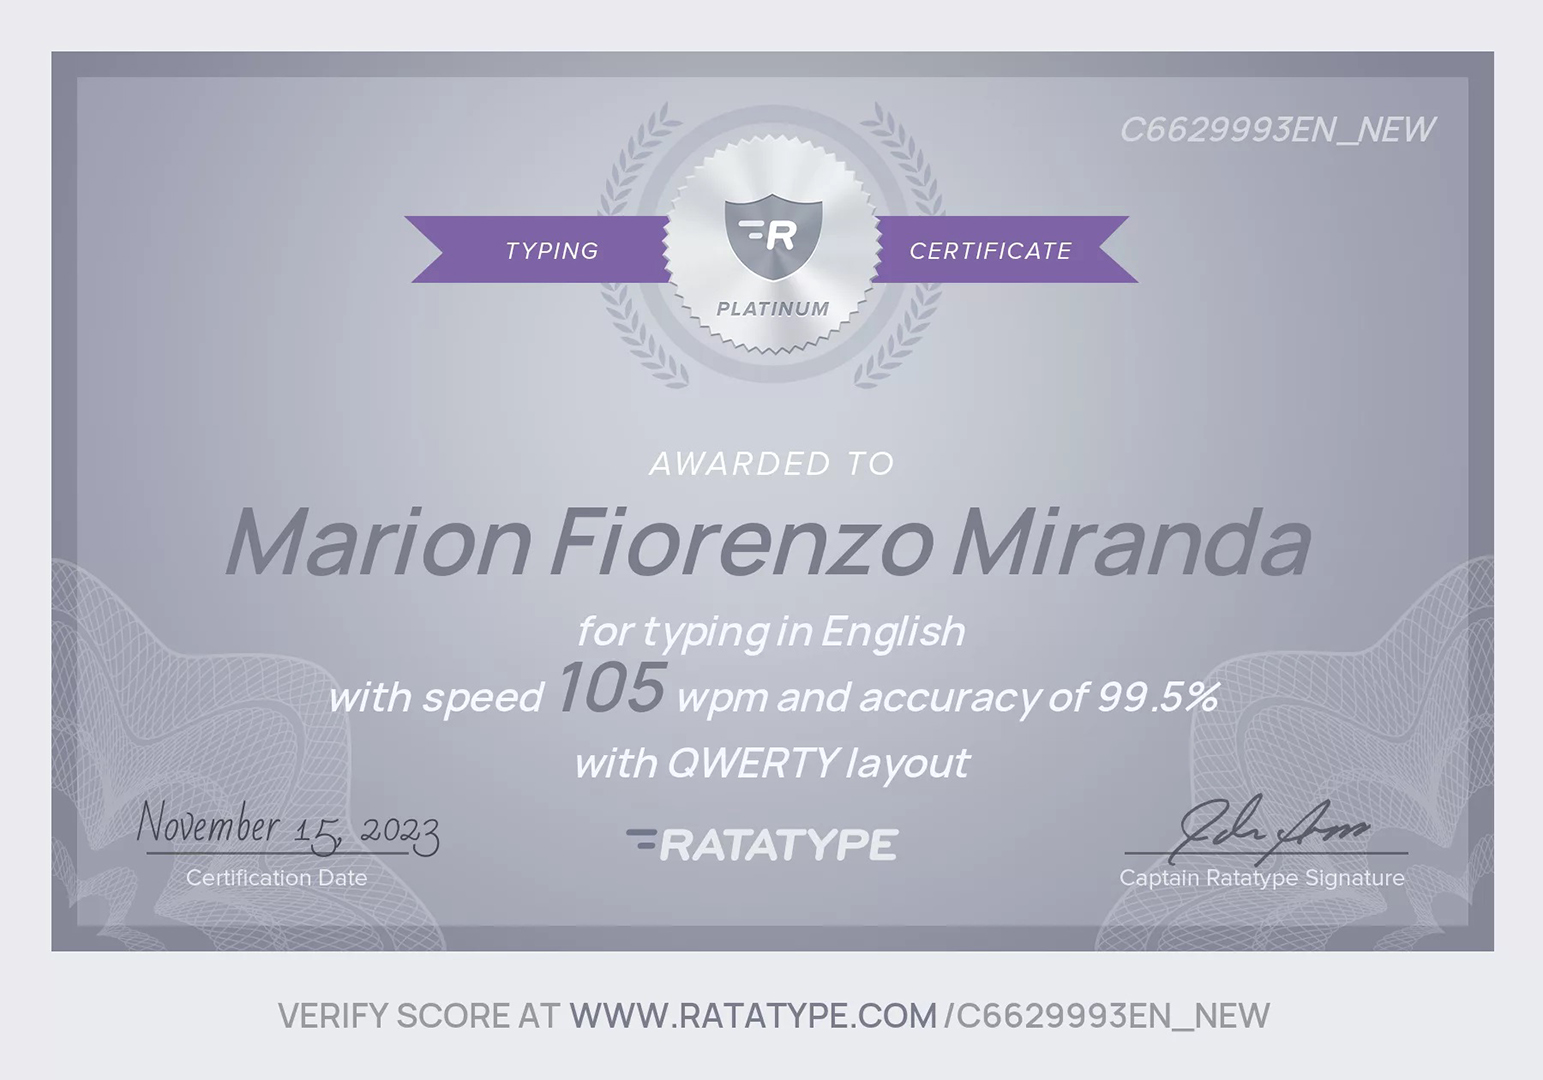 C6629993EN_NEW
TYPING
CERTIFICATE
R
PLATINUM
AWARDED TO
Marion Fiorenzo Miranda
for typing in English
with speed 105 wpm and accuracy of 99.5%
with QWERTY layout
November 15, 2023
Certification Date
RATATYPE
Captain Ratatype Signature
VERIFY SCORE AT WWW.RATATYPE.COM/C6629993EN_NEW